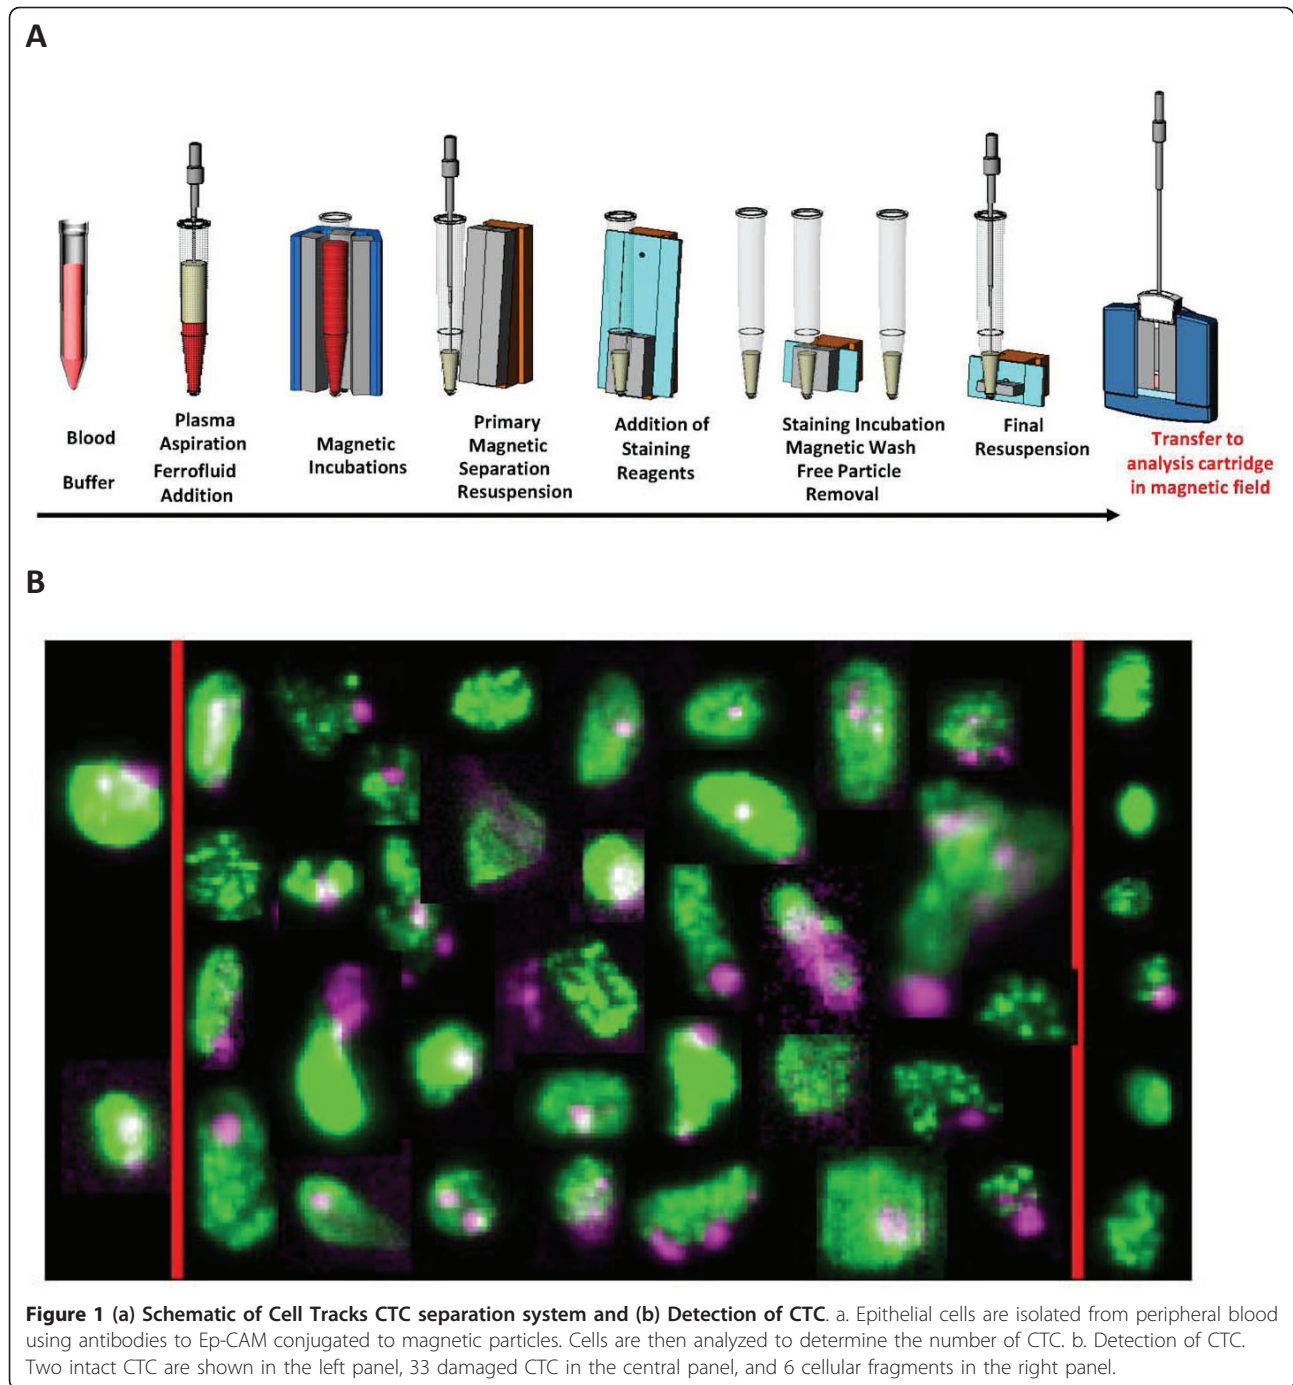 A
Blood
Buffer
Plasma
Aspiration
Ferrofluid
Addition
Magnetic
Incubations
Primary
Magnetic
Separation
Resuspension
Addition of
Staining
Reagents
Staining Incubation
Magnetic Wash
Free Particle
Removal
Final
Resuspension
Transfer to
analysis cartridge
in magnetic field
B
Figure 1 (a) Schematic of Cell Tracks CTC separation system and (b) Detection of CTC. a. Epithelial cells are isolated from peripheral blood
using antibodies to Ep-CAM conjugated to magnetic particles. Cells are then analyzed to determine the number of CTC. b. Detection of CTC.
Two intact CTC are shown in the left panel, 33 damaged CTC in the central panel, and 6 cellular fragments in the right panel.